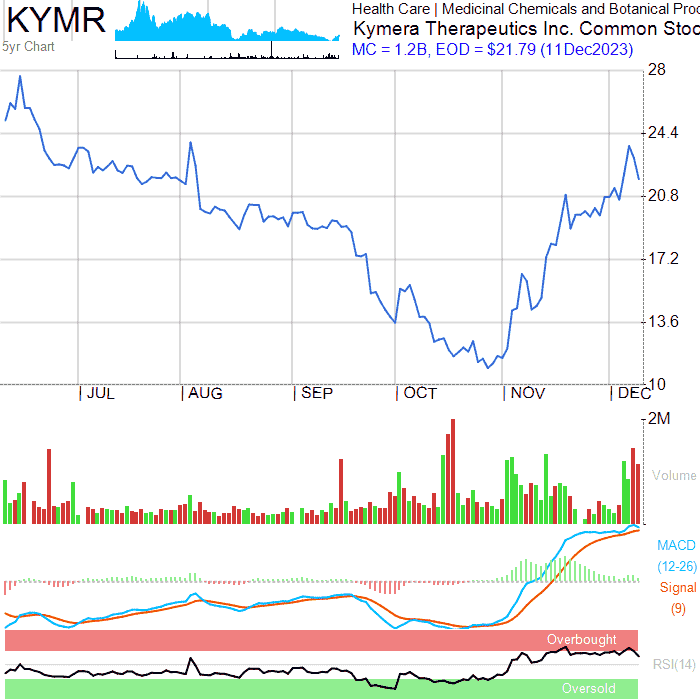 KYMR
5yr Chart
Health Care | Medicinal Chemicals and Botanical Proc
Kymera Therapeutics Inc. Common Stoc
MC = 1.2B, EOD = $21.79 (11Dec2023)
28
24.4
20.8
17.2
13.6
10
JUL AUG SEP OCT NOV DEC
2M
Volume
MACD
(12-26)
Signal
(9)
Overbought
RSI(14)
Oversold